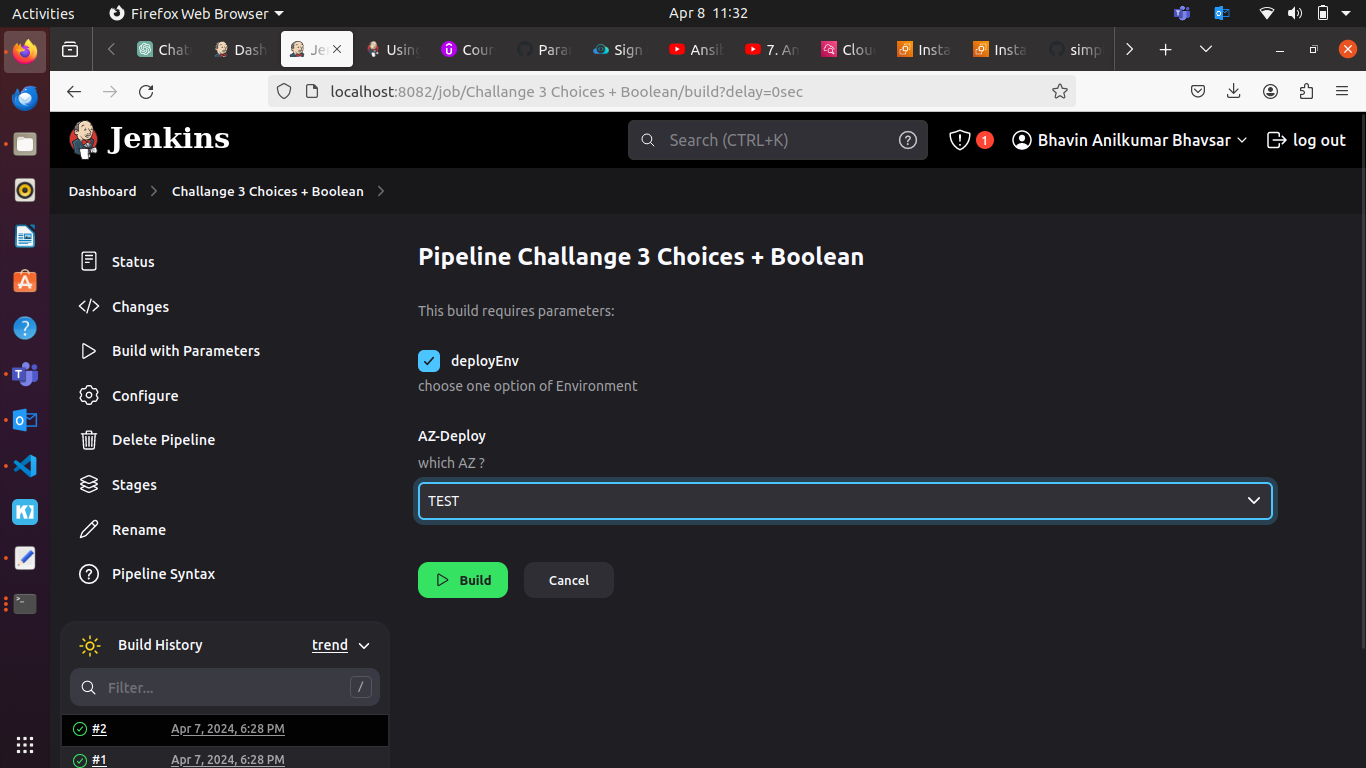 Activities
Firefox Web Browser
Apr 8 11:32
Chat
Dash
Je
Using
Cour
Parar
Sign
Ansib
7. An
Clou
Insta
Insta
simp
localhost:8082/job/Challange 3 Choices + Boolean/build?delay=0sec
Jenkins
Search (CTRL+K)
1
Bhavin Anilkumar Bhavsar
log out
Dashboard
Challange 3 Choices + Boolean
Status
Changes
Build with Parameters
Configure
Delete Pipeline
Stages
Rename
Pipeline Syntax
Build History
trend
Filter...
/
#2
Apr 7, 2024, 6:28 PM
#1
Apr 7, 2024, 6:28 PM
Pipeline Challange 3 Choices + Boolean
This build requires parameters:
deployEnv
choose one option of Environment
AZ-Deploy
which AZ ?
TEST
Build
Cancel